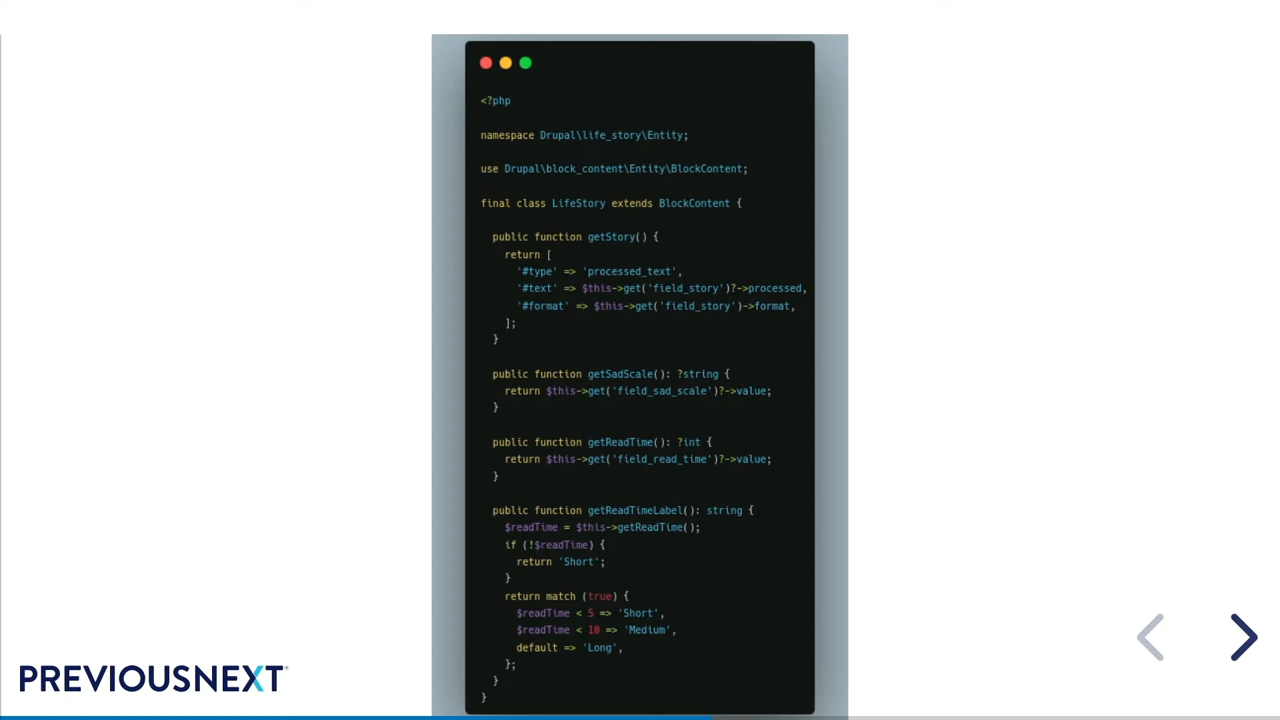 <?php
namespace Drupal\life_story\Entity;
use Drupal\block_content\Entity\BlockContent;
final class LifeStory extends BlockContent {
  public function getStory() {
    return [
      '#type' => 'processed_text',
      '#text' => $this->get('field_story')?->processed,
      '#format' => $this->get('field_story')->format,
    ];
  }
  public function getSadScale(): ?string {
    return $this->get('field_sad_scale')?->value;
  }
  public function getReadTime(): ?int {
    return $this->get('field_read_time')?->value;
  }
  public function getReadTimeLabel(): string {
    $readTime = $this->getReadTime();
    if (!$readTime) {
      return 'Short';
    }
    return match (true) {
      $readTime < 5 => 'Short',
      $readTime < 10 => 'Medium',
      default => 'Long',
    };
  }
}
PREVIOUSNEXT